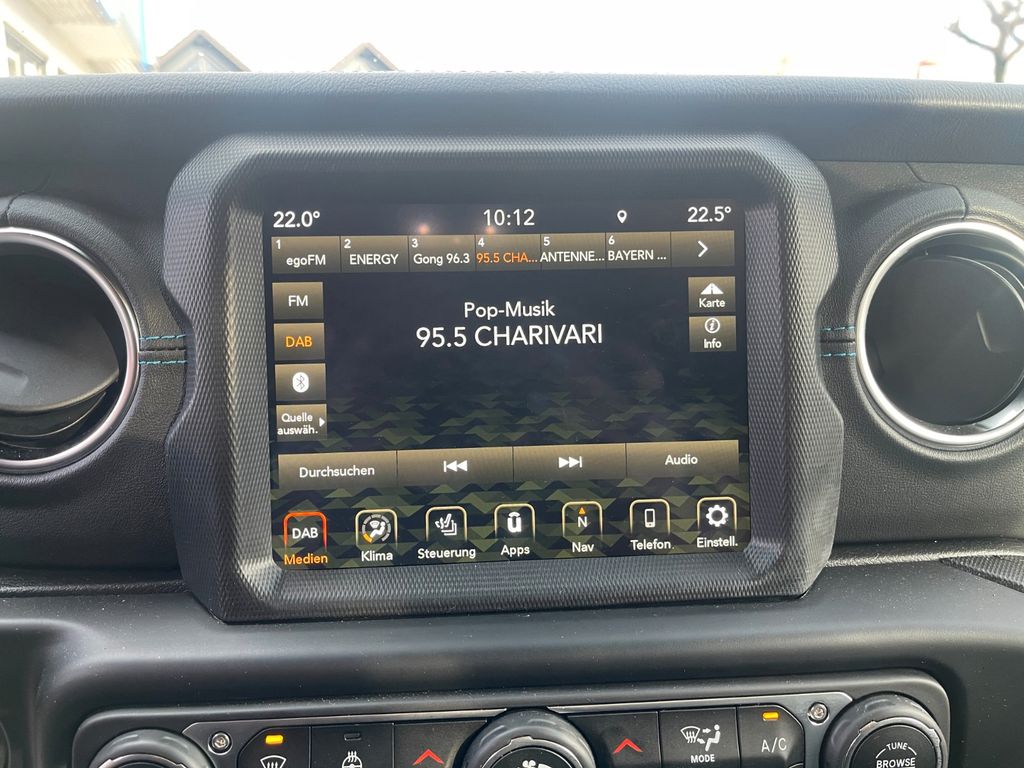 22.0° 10:12 22.5°
1 2 3 4 5 6
egoFM ENERGY Gong 96.3 95.5 CHA... ANTENNE... BAYERN ...
FM
Pop-Musik
Karte
DAB
95.5 CHARIVARI
Info
Quelle
auswäh.
Durchsuchen Audio
DAB N
Medien Klima Steuerung Apps Nav Telefon Einstell.
MODE A/C TUNE
BROWSE